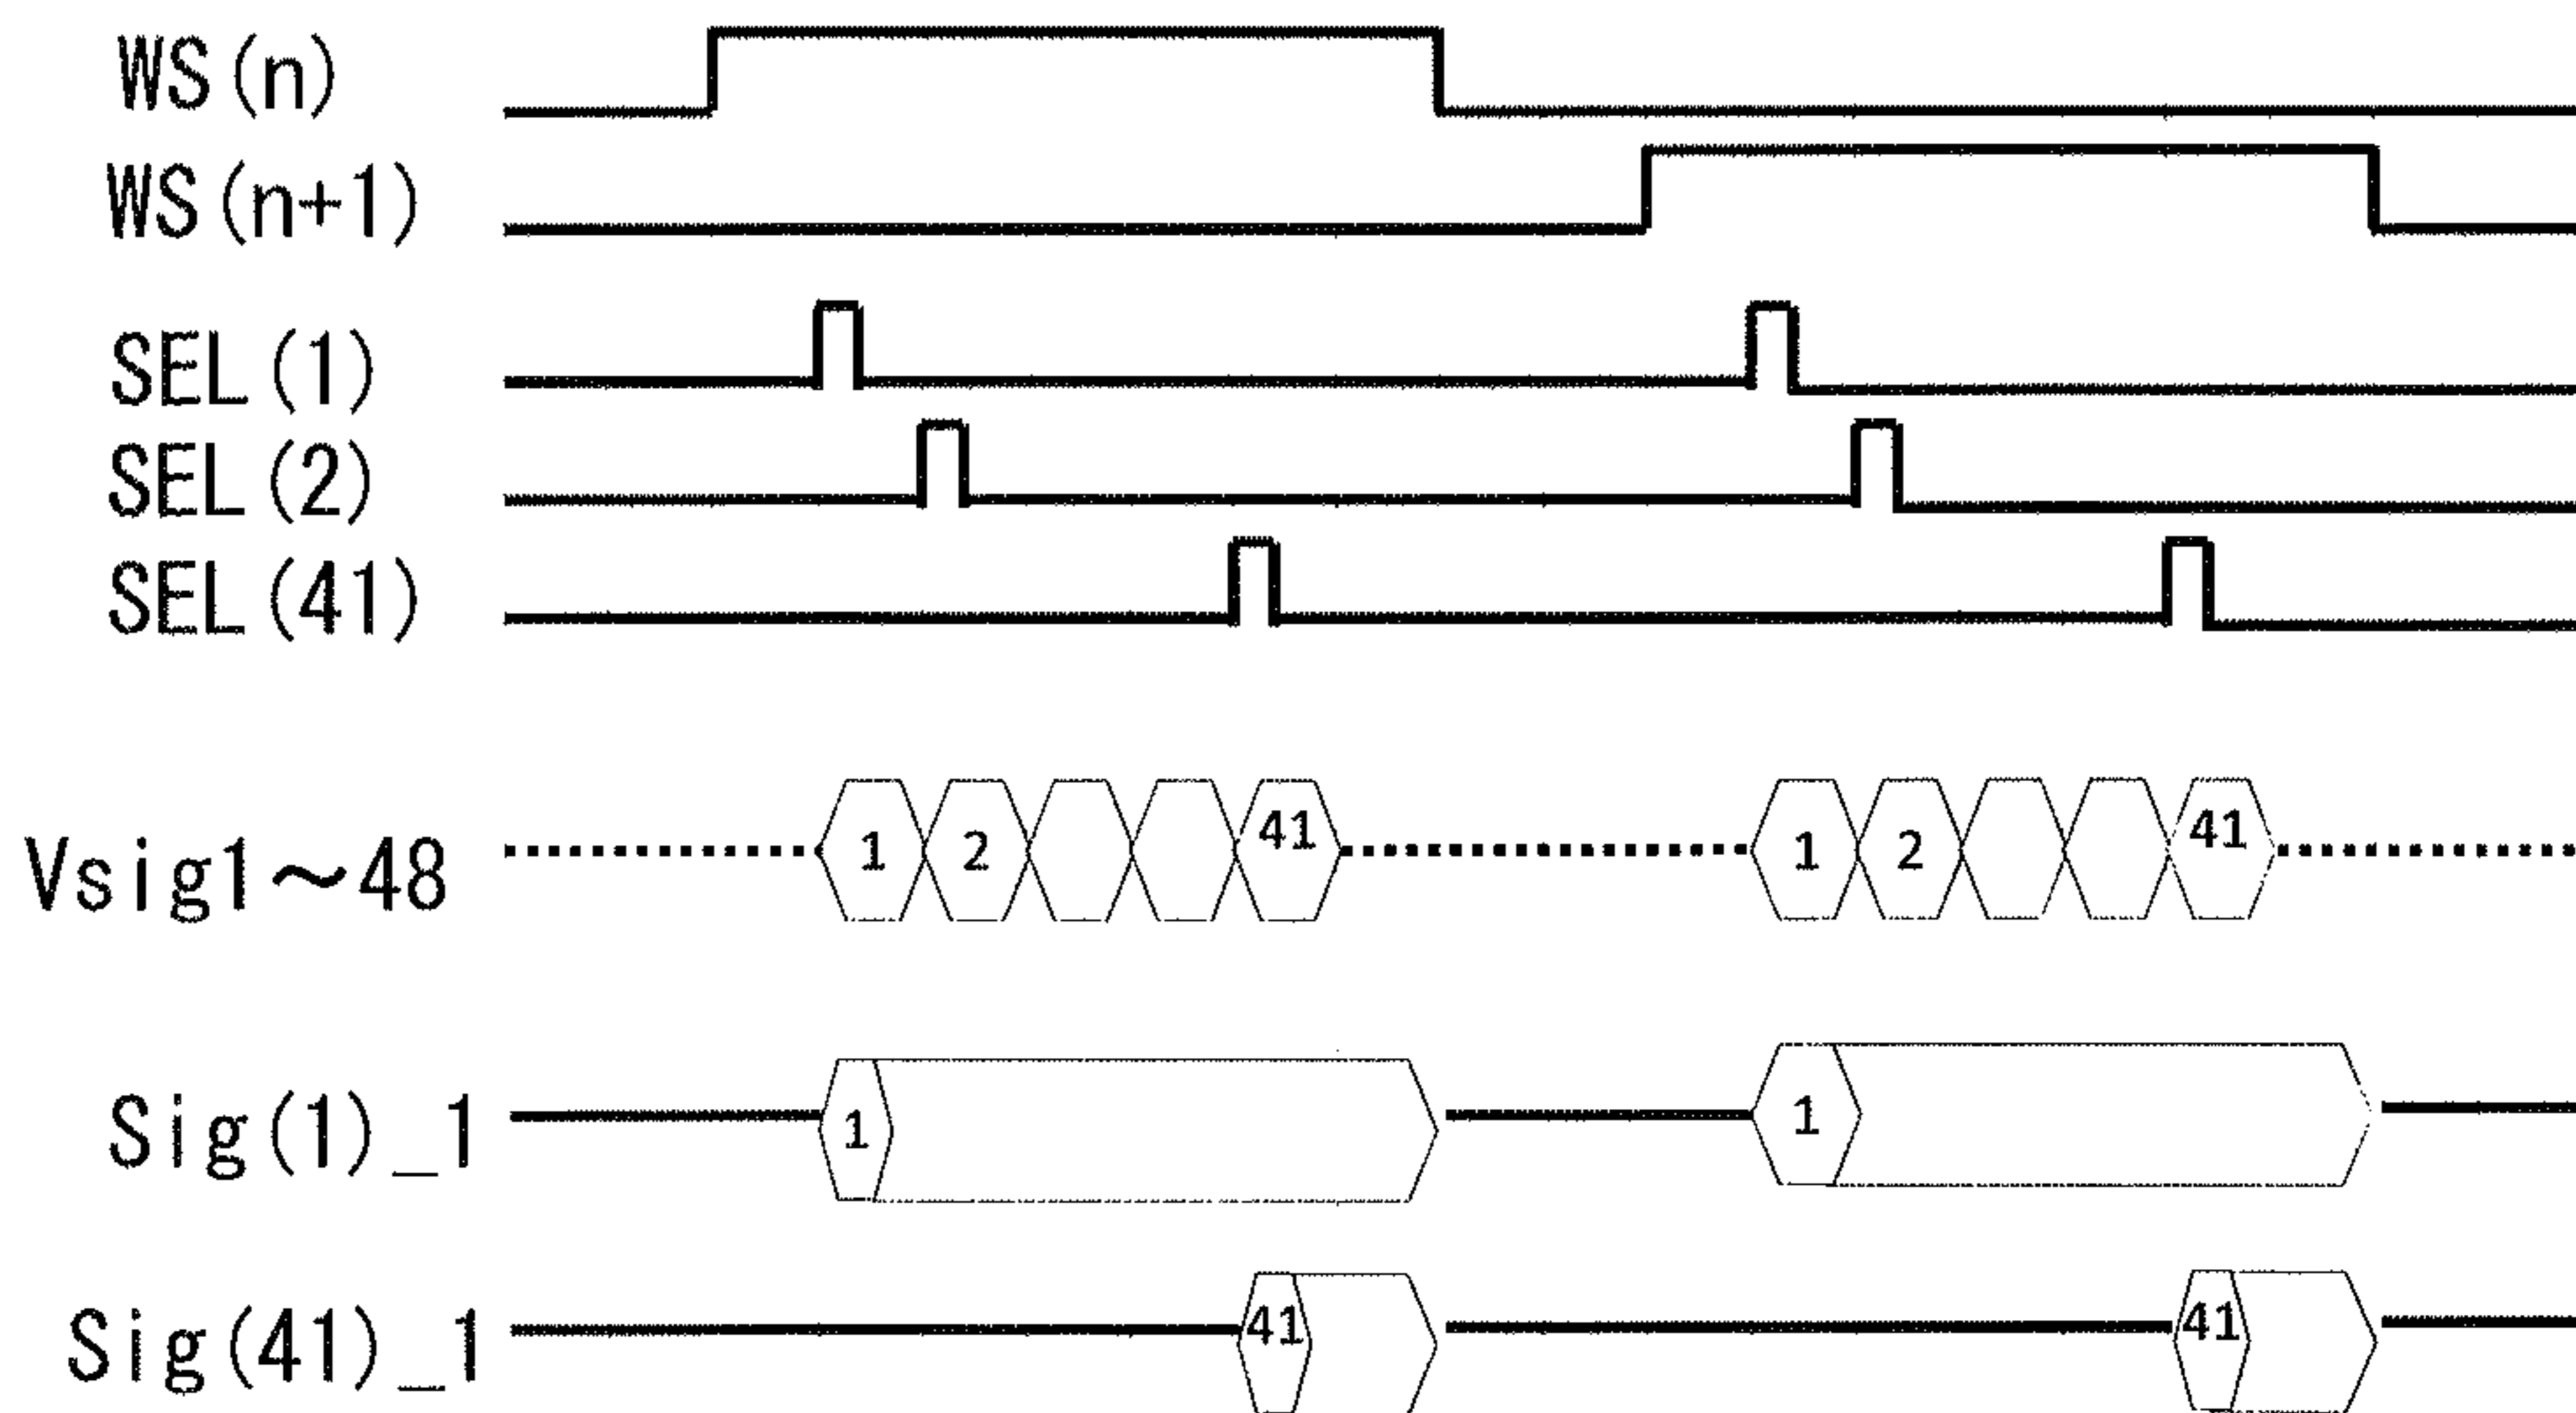 WS(n)
WS(n+1)
SEL(1)
SEL(2)
SEL(41)
Vsig1～48 1 2 41 1 2 41
Sig(1)_1 1 1
Sig(41)_1 41 41